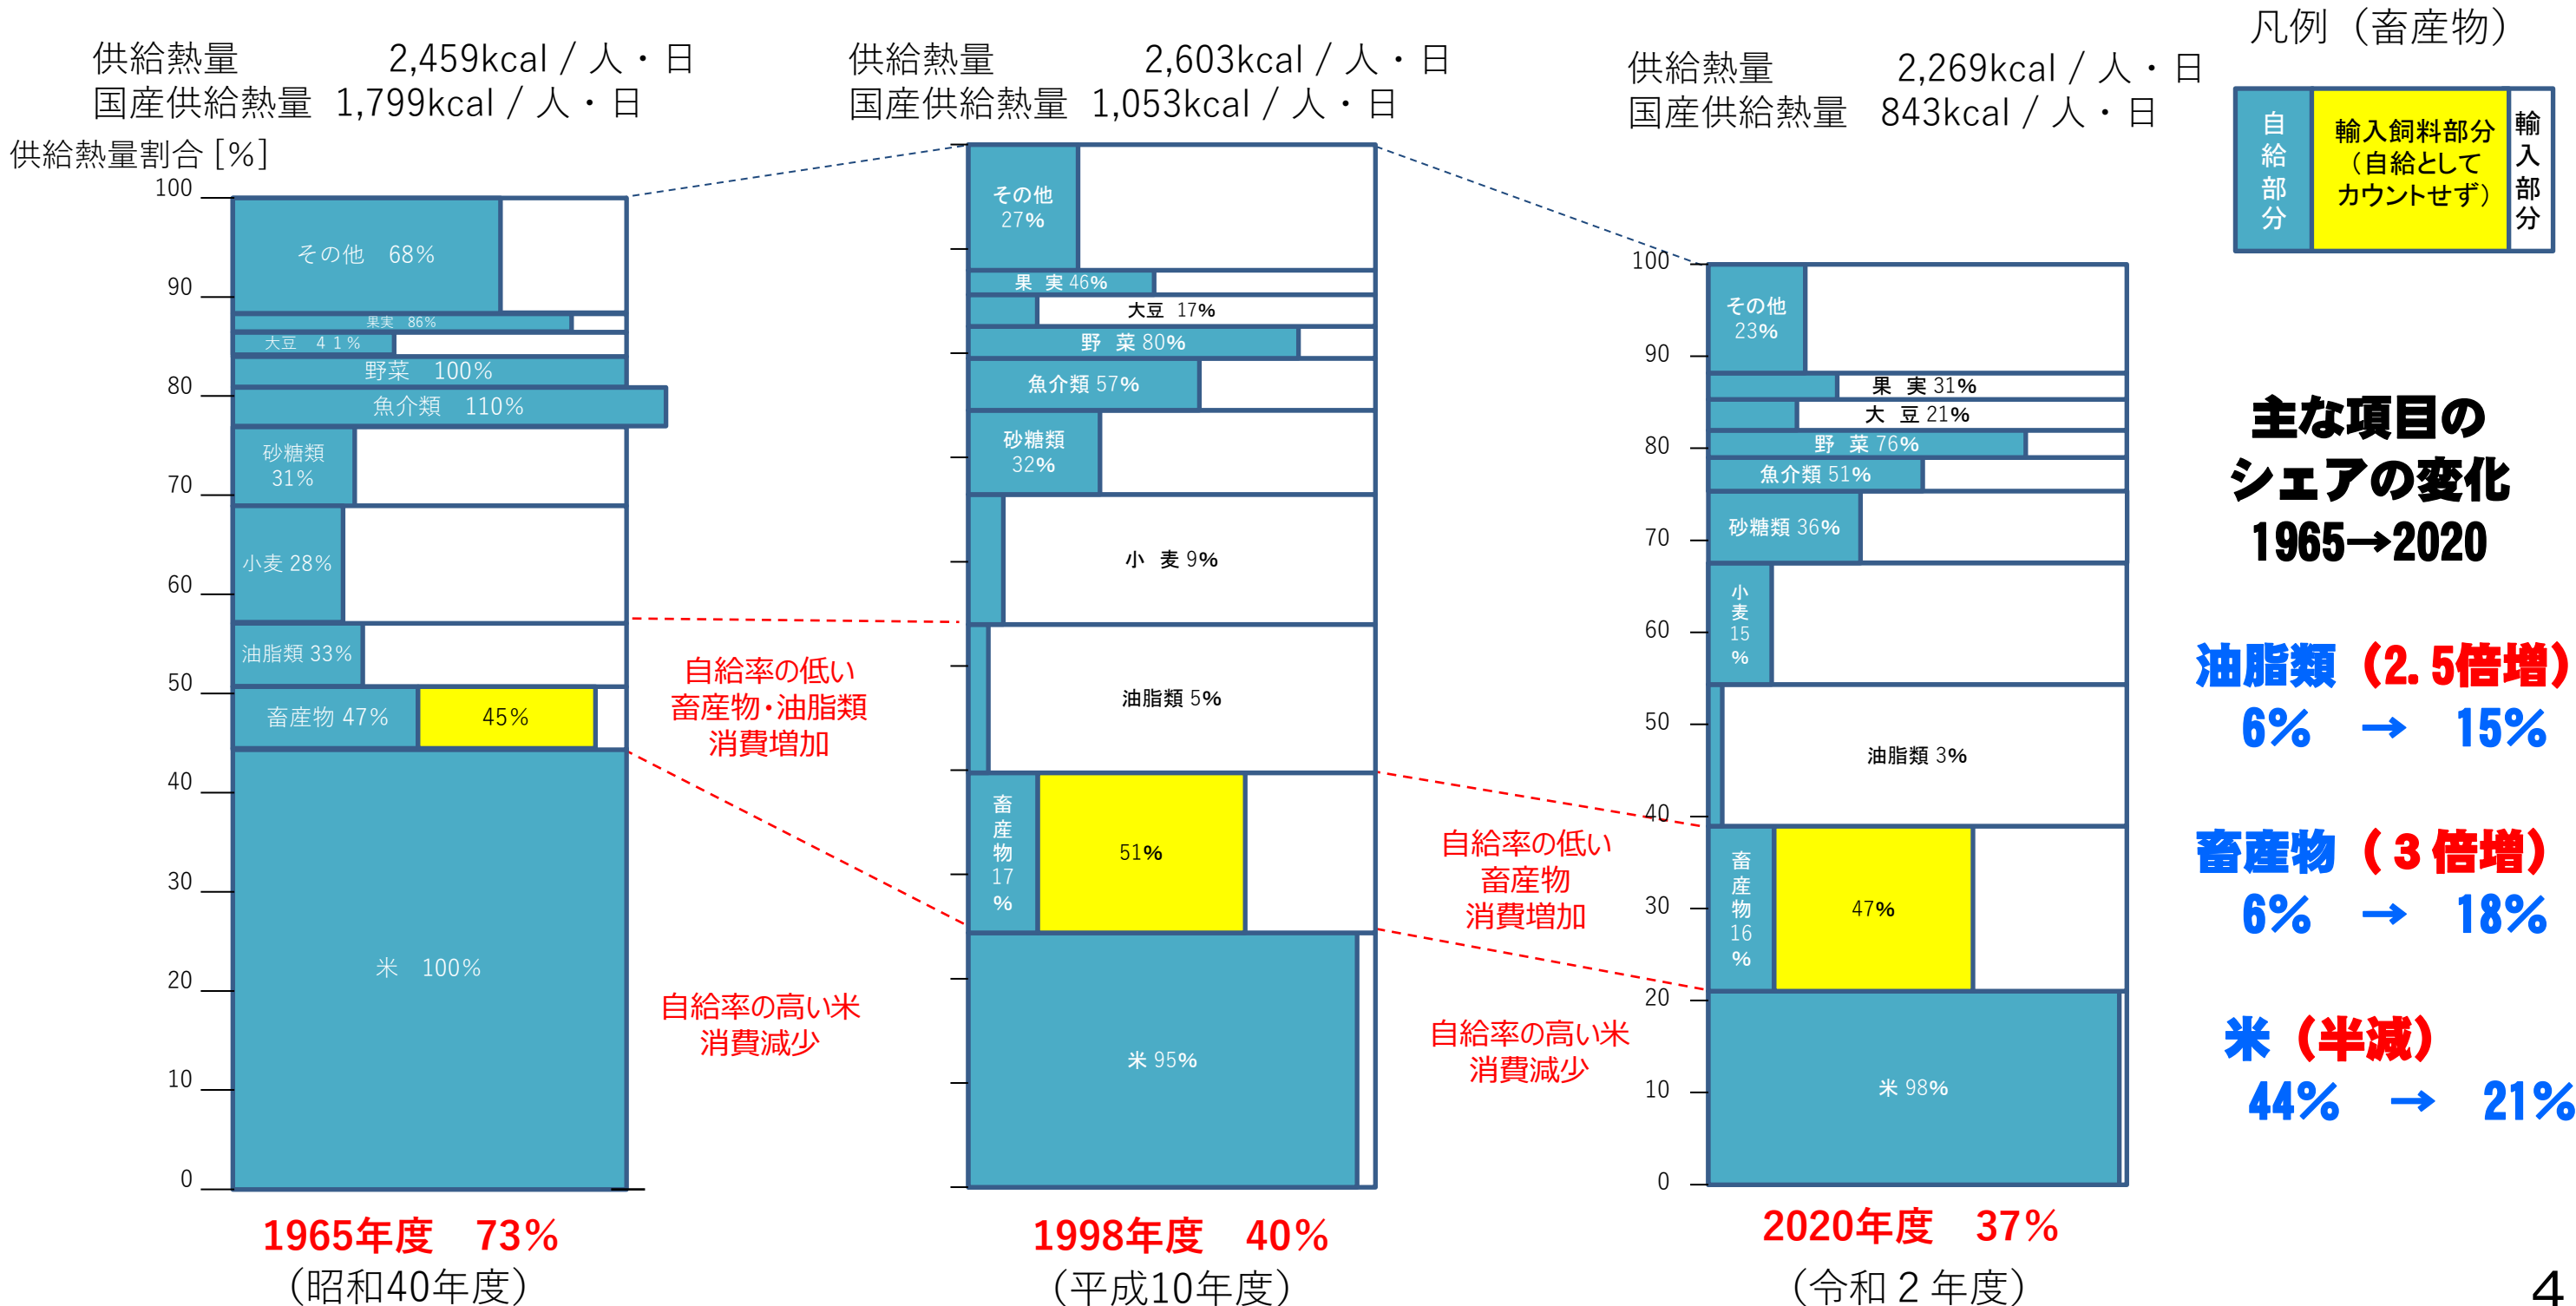 供給熱量 2,459kcal / 人・日
国産供給熱量 1,799kcal / 人・日
供給熱量 2,603kcal / 人・日
国産供給熱量 1,053kcal / 人・日
供給熱量 2,269kcal / 人・日
国産供給熱量 843kcal / 人・日
凡例（畜産物）
自給部分
輸入飼料部分
（自給として
カウントせず）
輸入部分
供給熱量割合 [%]
100
90
80
70
60
50
40
30
20
10
0
その他 68%
果実 86%
大豆 41%
野菜 100%
魚介類 110%
砂糖類
31%
小麦 28%
油脂類 33%
畜産物 47%
45%
米 100%
1965年度 73%
（昭和40年度）
自給率の低い
畜産物・油脂類
消費増加
自給率の高い米
消費減少
その他
27%
果 実 46%
大豆 17%
野 菜 80%
魚介類 57%
砂糖類
32%
小 麦 9%
油脂類 5%
畜産物17%
51%
米 95%
1998年度 40%
（平成10年度）
自給率の低い
畜産物
消費増加
自給率の高い米
消費減少
100
90
80
70
60
50
40
30
20
10
0
その他
23%
果 実 31%
大 豆 21%
野 菜 76%
魚介類 51%
砂糖類 36%
小麦15%
油脂類 3%
畜産物16%
47%
米 98%
2020年度 37%
（令和２年度）
主な項目の
シェアの変化
1965→2020
油脂類（2.5倍増）
6% → 15%
畜産物（３倍増）
6% → 18%
米（半減）
44% → 21%
4